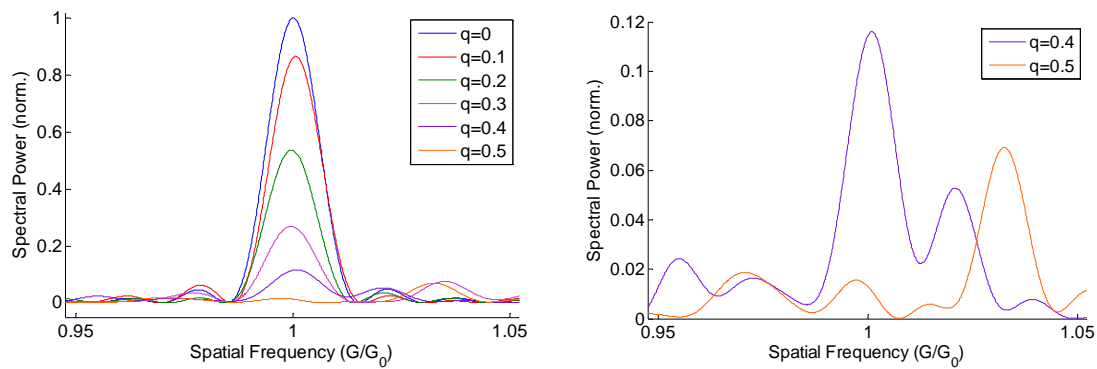 1
0.8
0.6
0.4
0.2
0
0.95
1
1.05
Spectral Power (norm.)
Spatial Frequency (G/G0)
q=0
q=0.1
q=0.2
q=0.3
q=0.4
q=0.5
0.12
0.1
0.08
0.06
0.04
0.02
0
0.95
1
1.05
Spectral Power (norm.)
Spatial Frequency (G/G0)
q=0.4
q=0.5